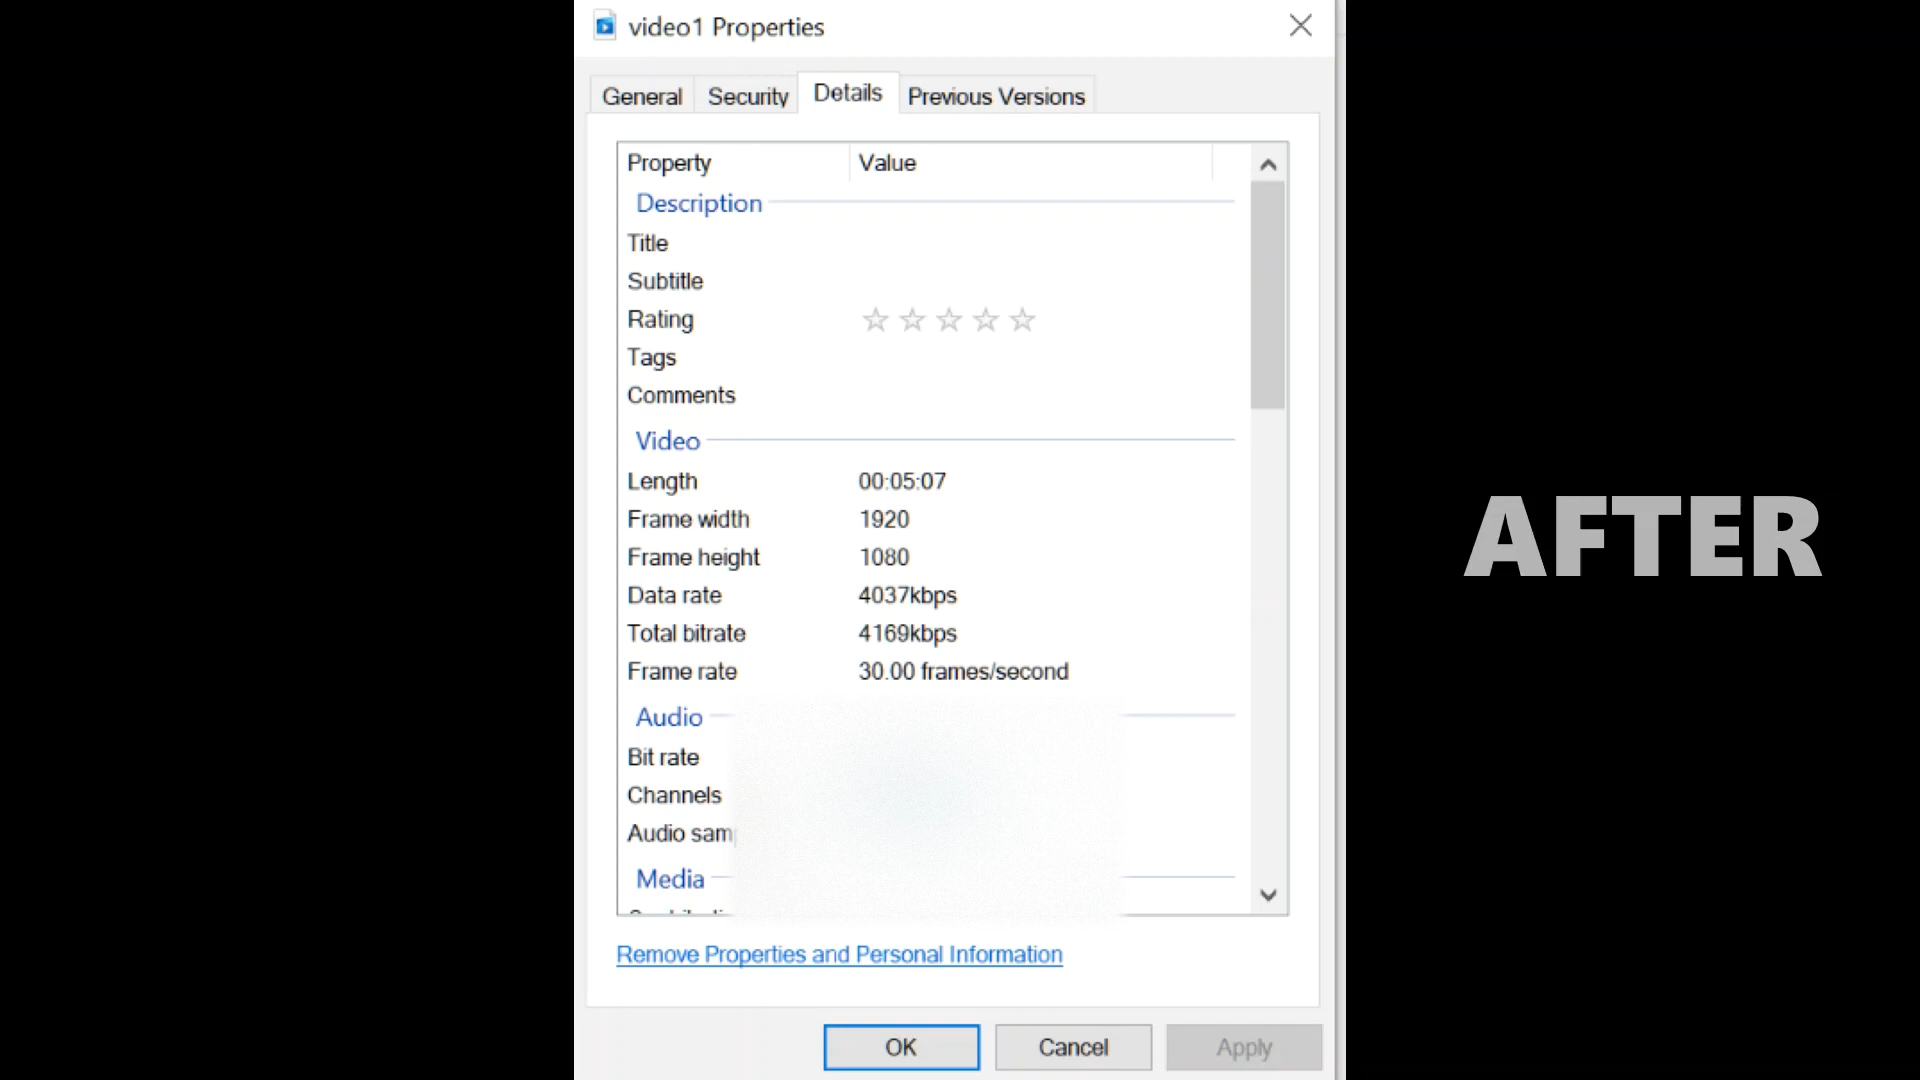 video1 Properties
General Security Details Previous Versions
Property Value
Description
Title
Subtitle
Rating
Tags
Comments
Video
Length 00:05:07
Frame width 1920
Frame height 1080
Data rate 4037kbps
Total bitrate 4169kbps
Frame rate 30.00 frames/second
AFTER
Audio
Bit rate
Channels
Audio
Media
Remove Properties and Personal Information
OK Cancel Apply